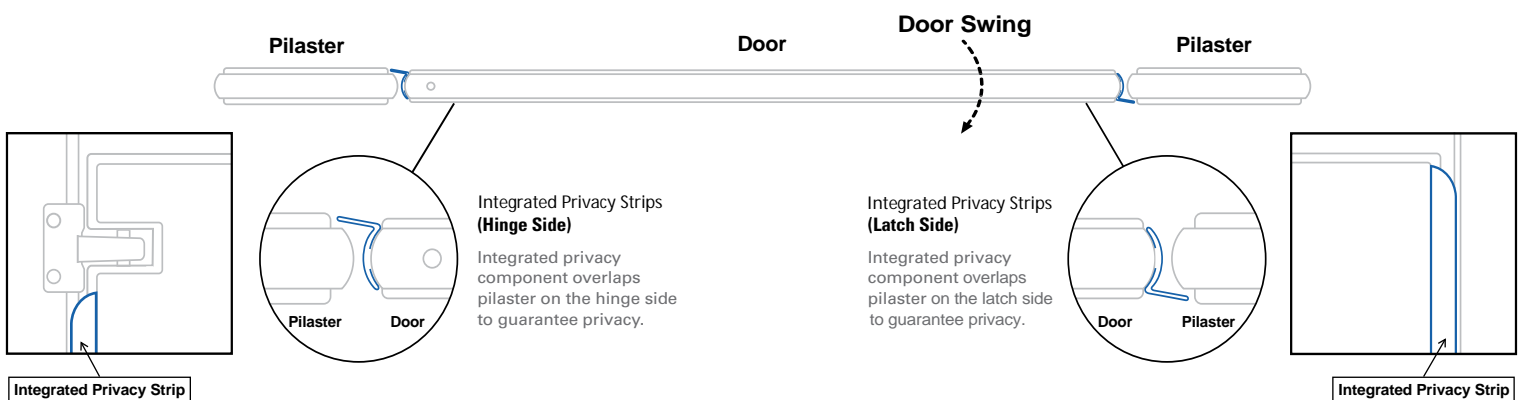 Pilaster
Door
Door Swing
Pilaster
Integrated Privacy Strips
(Hinge Side)
Integrated privacy
component overlaps
pilaster on the hinge side
to guarantee privacy.
Pilaster
Door
Integrated Privacy Strip
Integrated Privacy Strips
(Latch Side)
Integrated privacy
component overlaps
pilaster on the latch side
to guarantee privacy.
Door
Pilaster
Integrated Privacy Strip